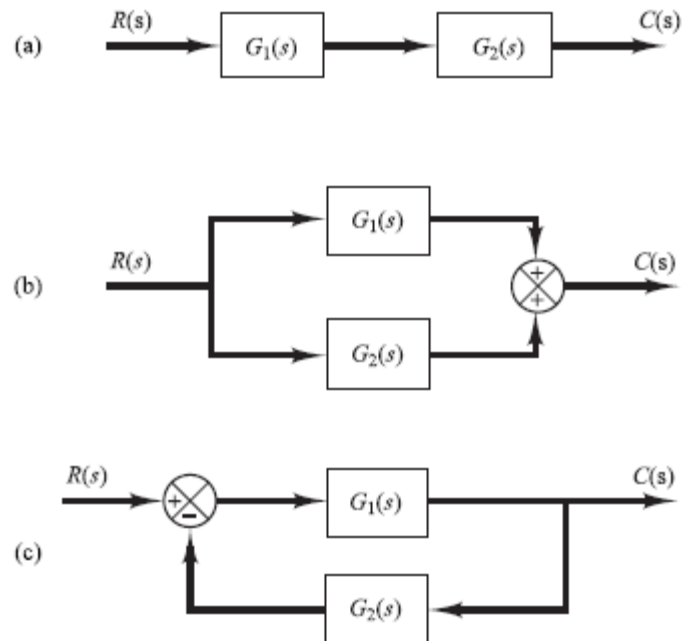 R(s) C(s)
(a) G₁(s) G₂(s)
G₁(s)
R(s) + C(s)
(b) +
G₂(s)
R(s) C(s)
+ G₁(s)
−
(c)
G₂(s)